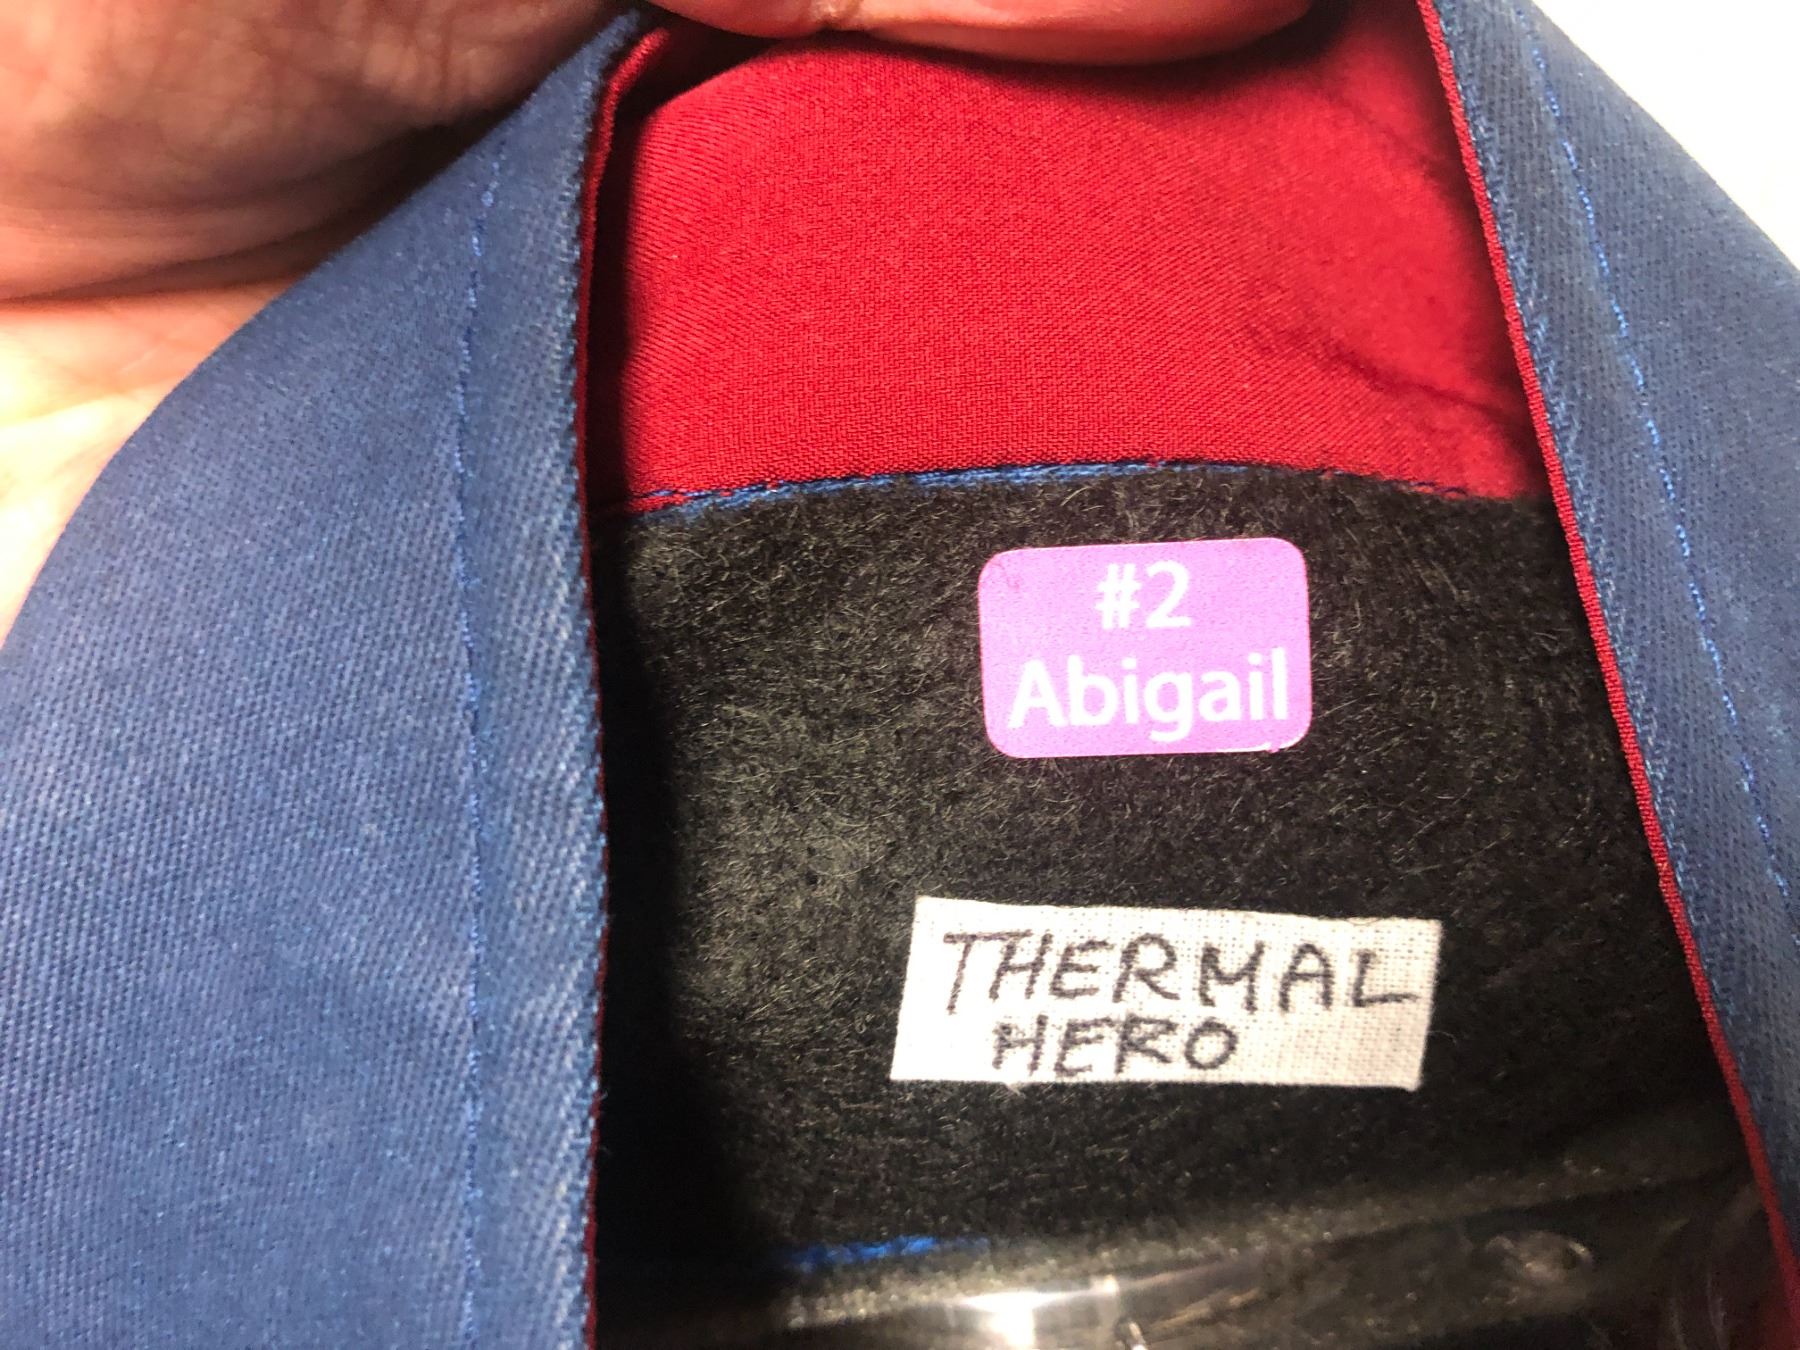 #2
Abigail
THERMAL
HERO